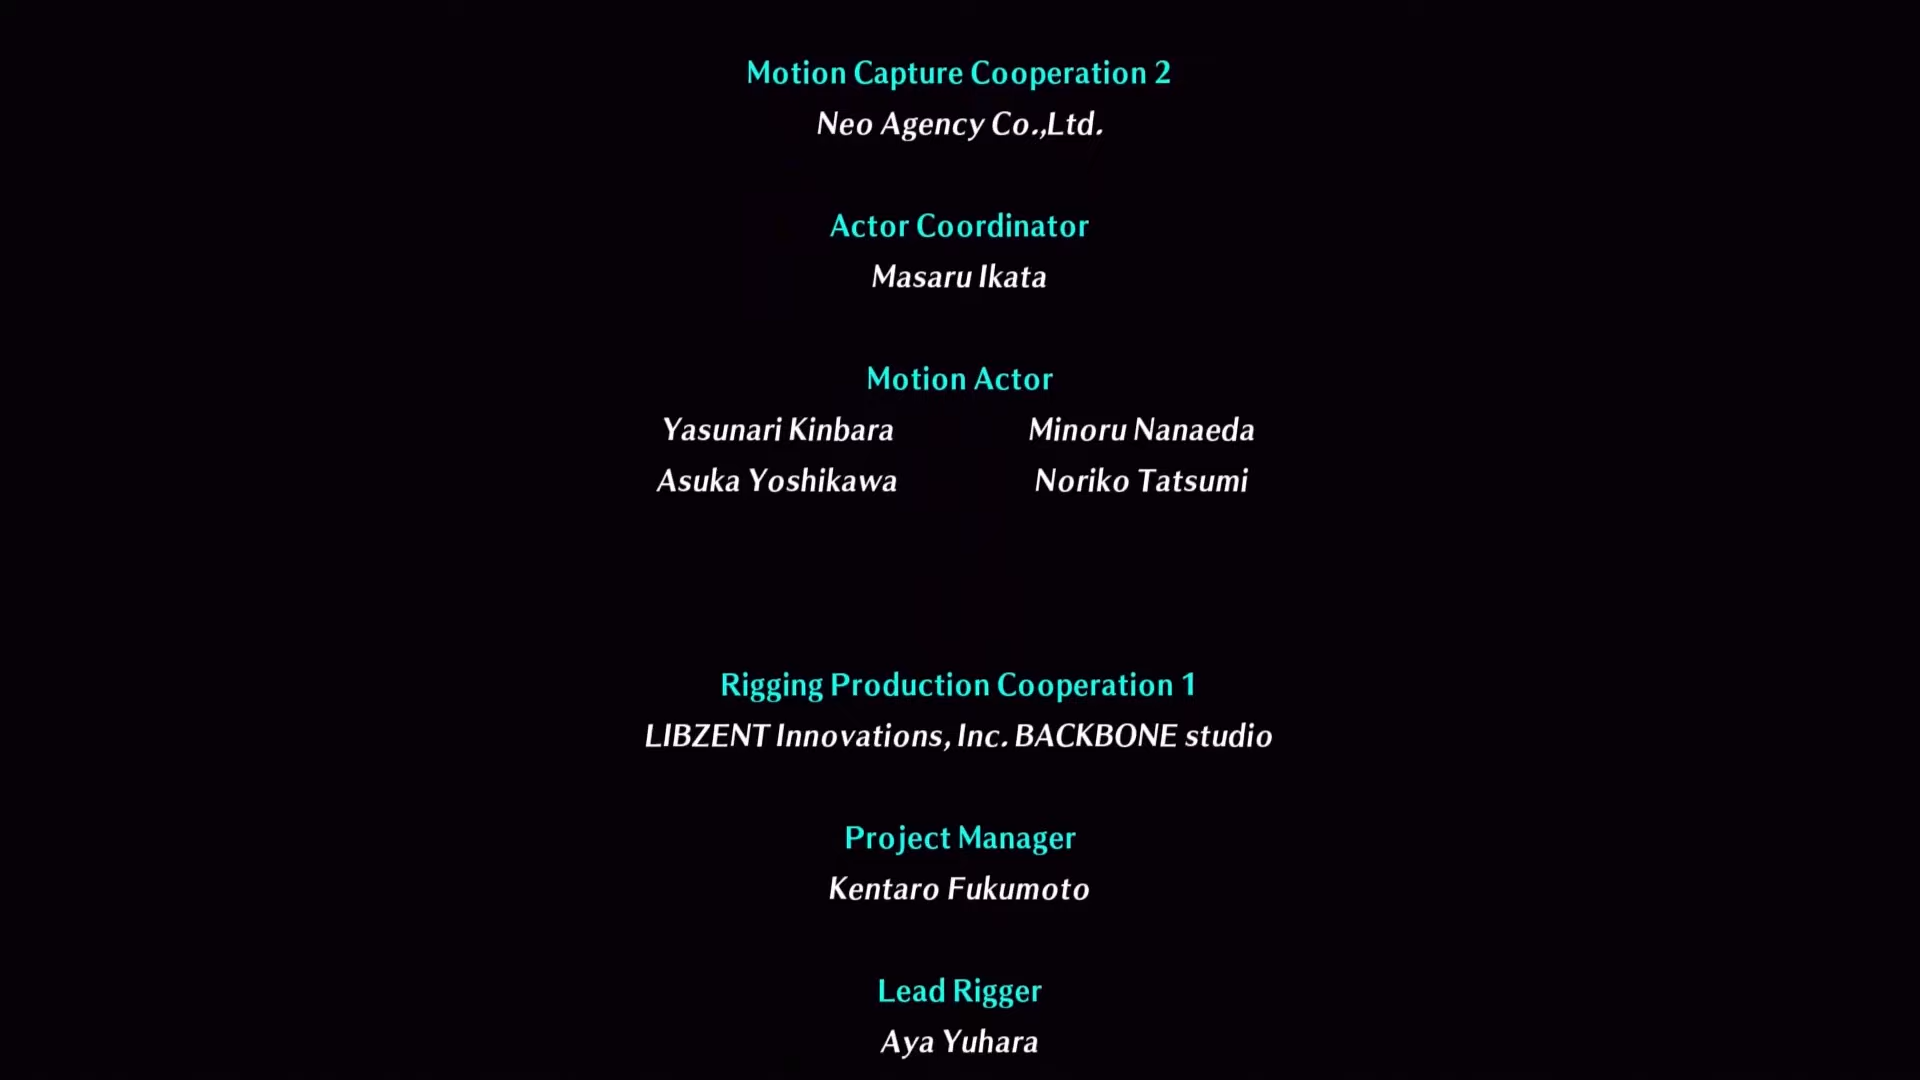 Motion Capture Cooperation 2
Neo Agency Co.,Ltd.
Actor Coordinator
Masaru Ikata
Motion Actor
Yasunari Kinbara Minoru Nanaeda
Asuka Yoshikawa Noriko Tatsumi
Rigging Production Cooperation 1
LIBZENT Innovations, Inc. BACKBONE studio
Project Manager
Kentaro Fukumoto
Lead Rigger
Aya Yuhara